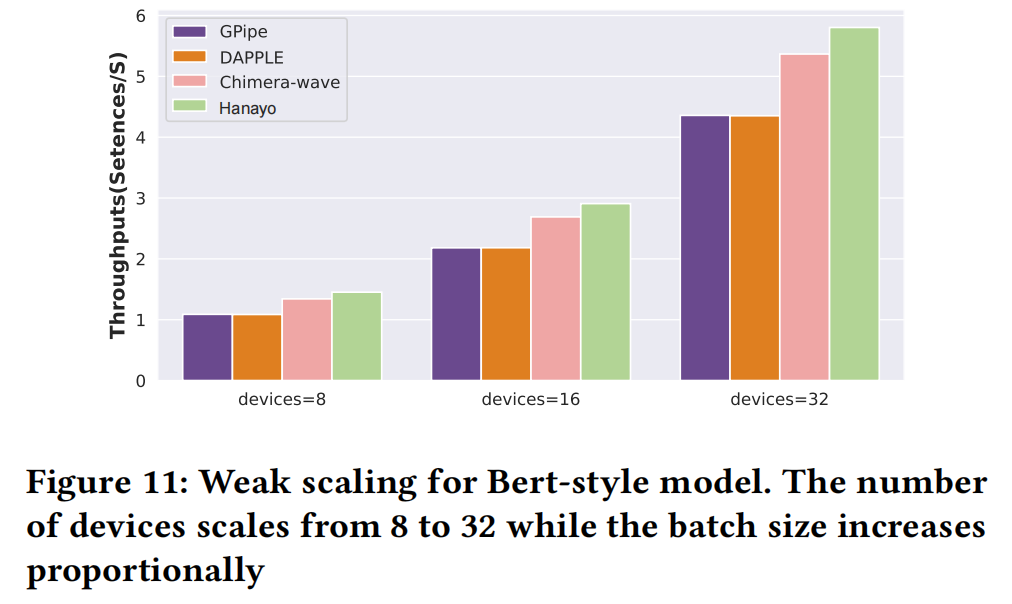 6
5
4
3
2
1
0
Throughputs(Setences/S)
GPipe
DAPPLE
Chimera-wave
Hanayo
devices=8 devices=16 devices=32
Figure 11: Weak scaling for Bert-style model. The number
of devices scales from 8 to 32 while the batch size increases
proportionally